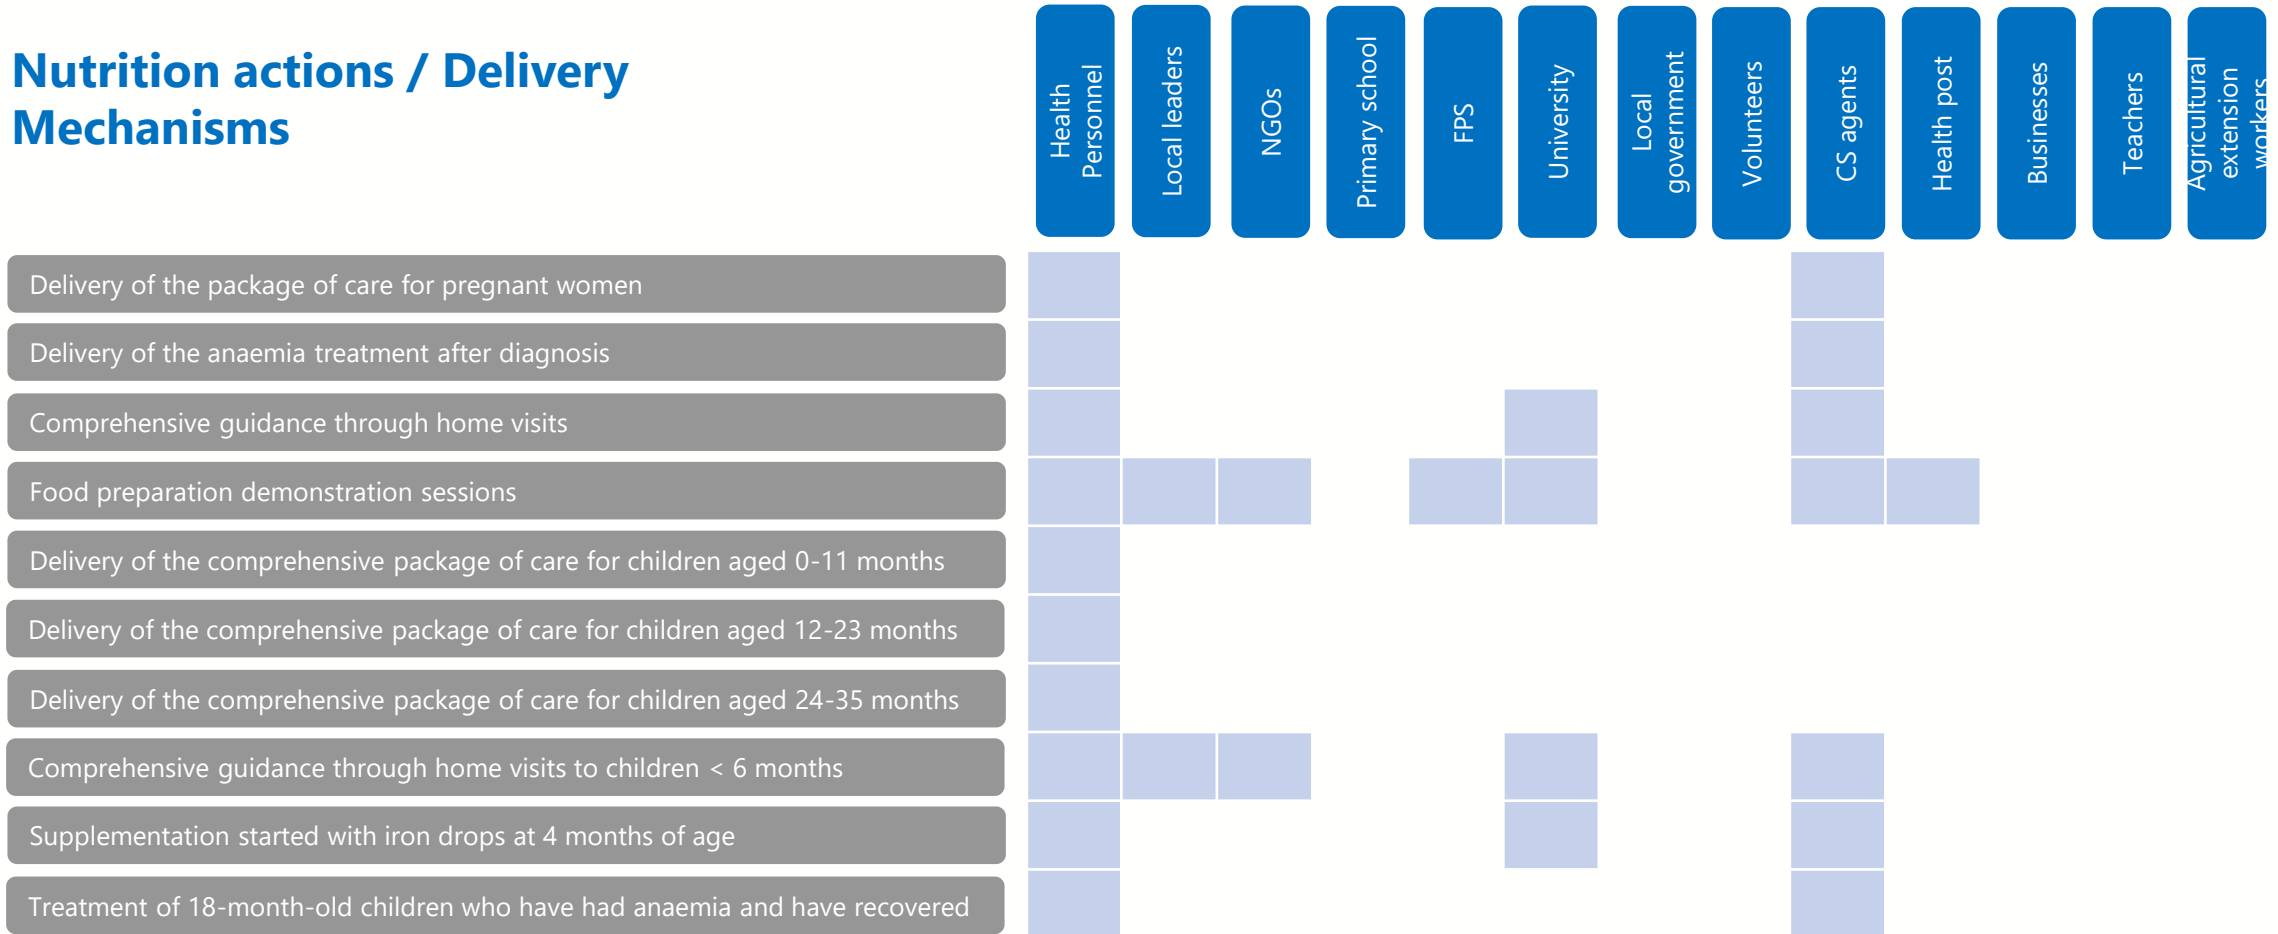 Nutrition actions / Delivery
Mechanisms
Health
Personnel
Local leaders
NGOs
Primary school
FPS
University
Local
government
Volunteers
CS agents
Health post
Businesses
Teachers
Agricultural
extension
workers
Delivery of the package of care for pregnant women
Delivery of the anaemia treatment after diagnosis
Comprehensive guidance through home visits
Food preparation demonstration sessions
Delivery of the comprehensive package of care for children aged 0-11 months
Delivery of the comprehensive package of care for children aged 12-23 months
Delivery of the comprehensive package of care for children aged 24-35 months
Comprehensive guidance through home visits to children < 6 months
Supplementation started with iron drops at 4 months of age
Treatment of 18-month-old children who have had anaemia and have recovered